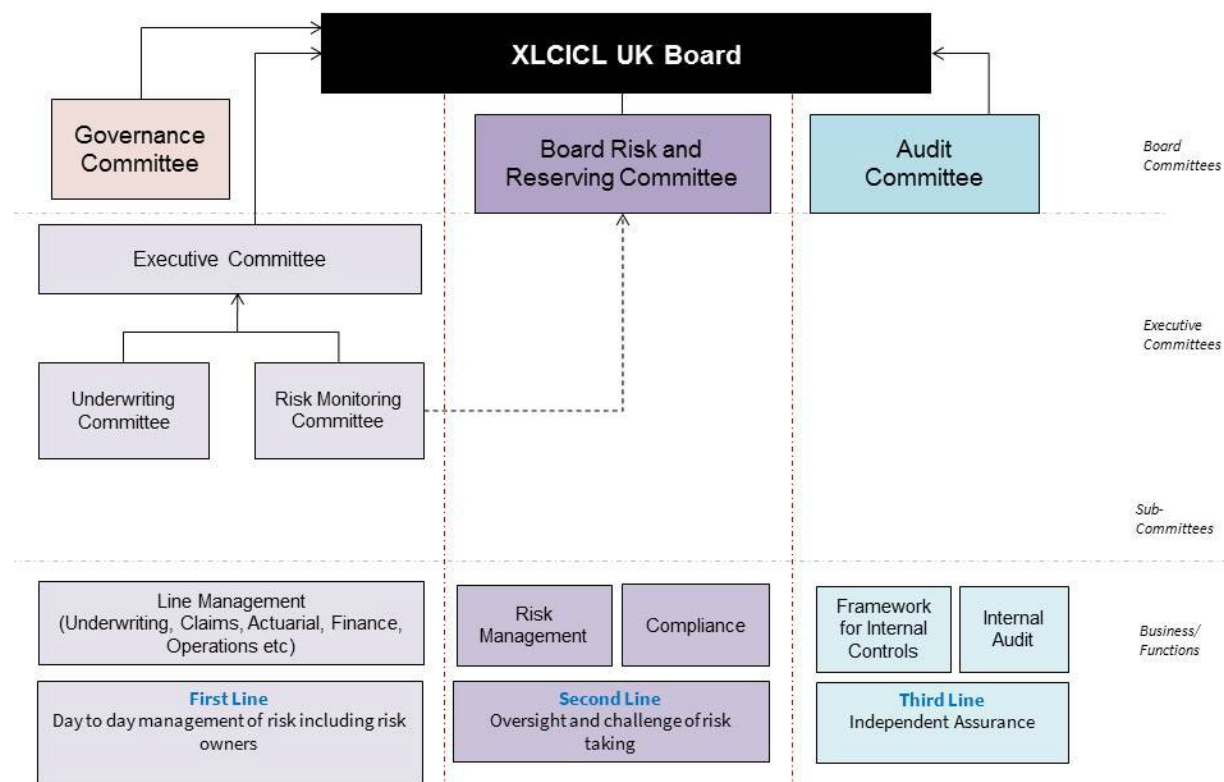 XLCICL UK Board
Governance
Committee
Board Risk and
Reserving Committee
Audit
Committee
Board
Committees
Executive Committee
Executive
Committees
Underwriting
Committee
Risk Monitoring
Committee
Sub-
Committees
Line Management
(Underwriting, Claims, Actuarial, Finance,
Operations etc)
Risk
Management
Compliance
Framework
for Internal
Controls
Internal
Audit
Business/
Functions
First Line
Day to day management of risk including risk
owners
Second Line
Oversight and challenge of risk
taking
Third Line
Independent Assurance